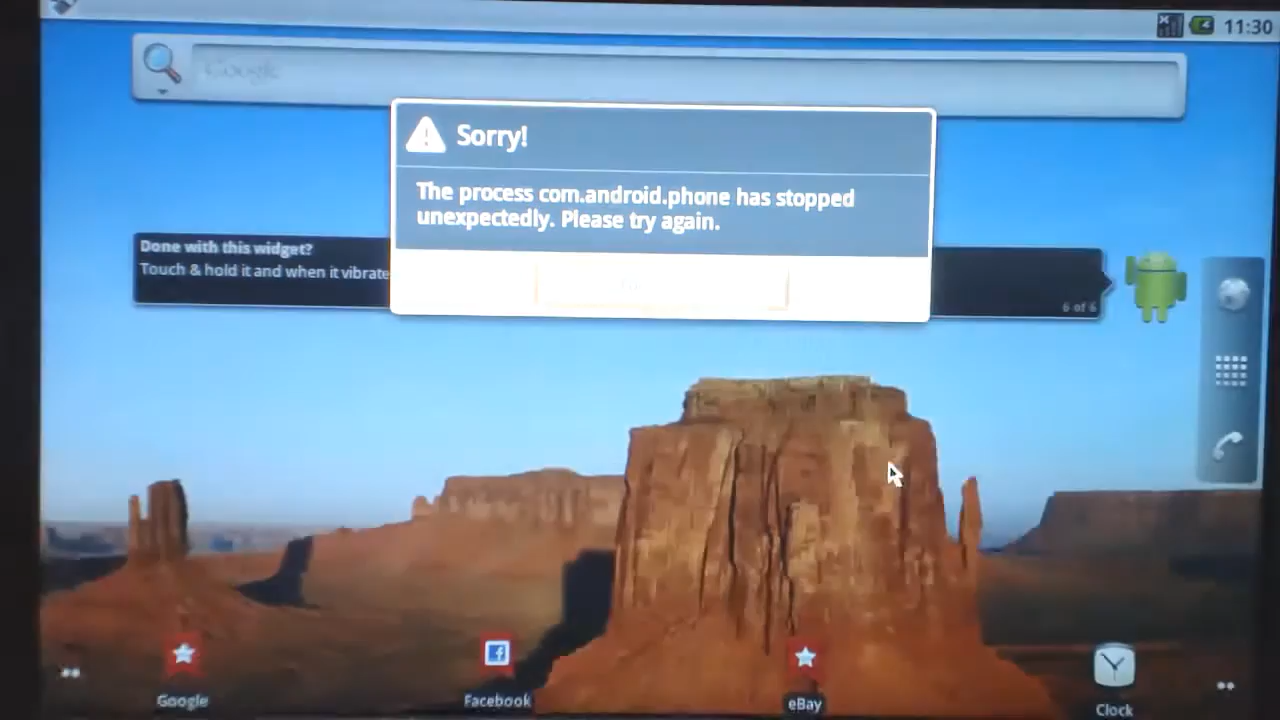 11:30
Google
Sorry!
The process com.android.phone has stopped
unexpectedly. Please try again.
Done with this widget?
Touch & hold it and when it vibrate
6 of 6
Google
Facebook
eBay
Clock